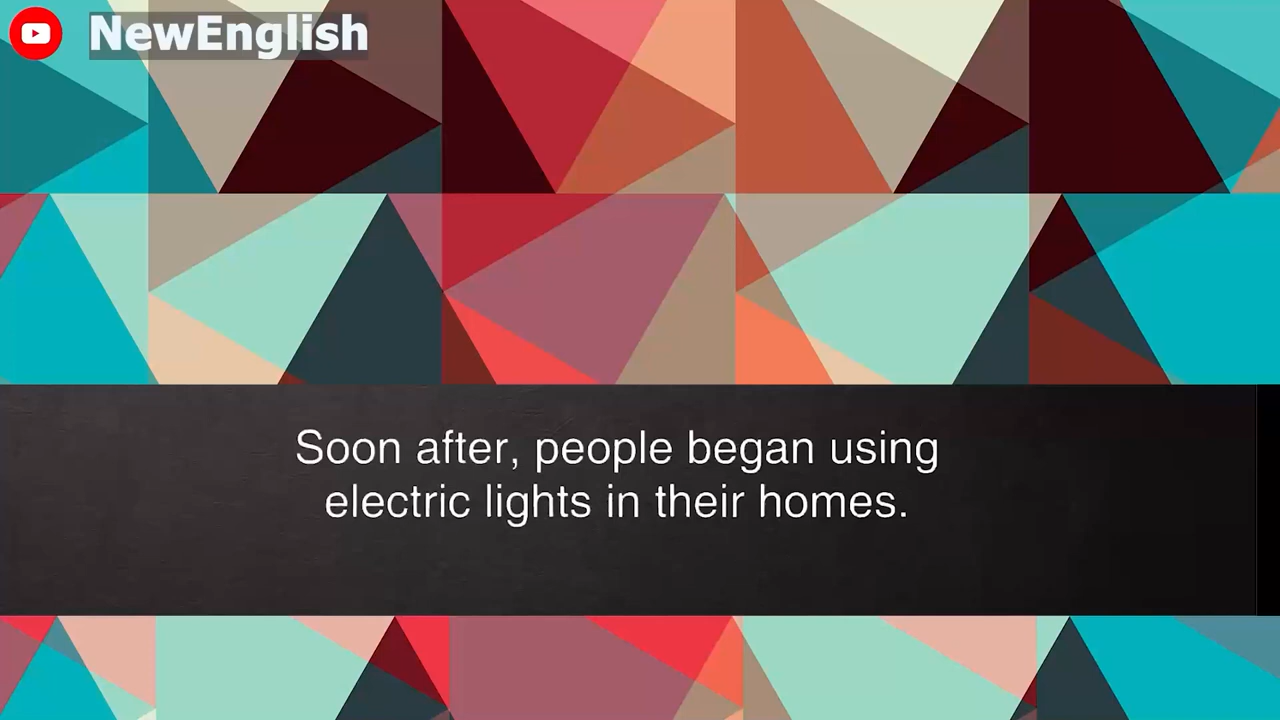 NewEnglish
Soon after, people began using
electric lights in their homes.